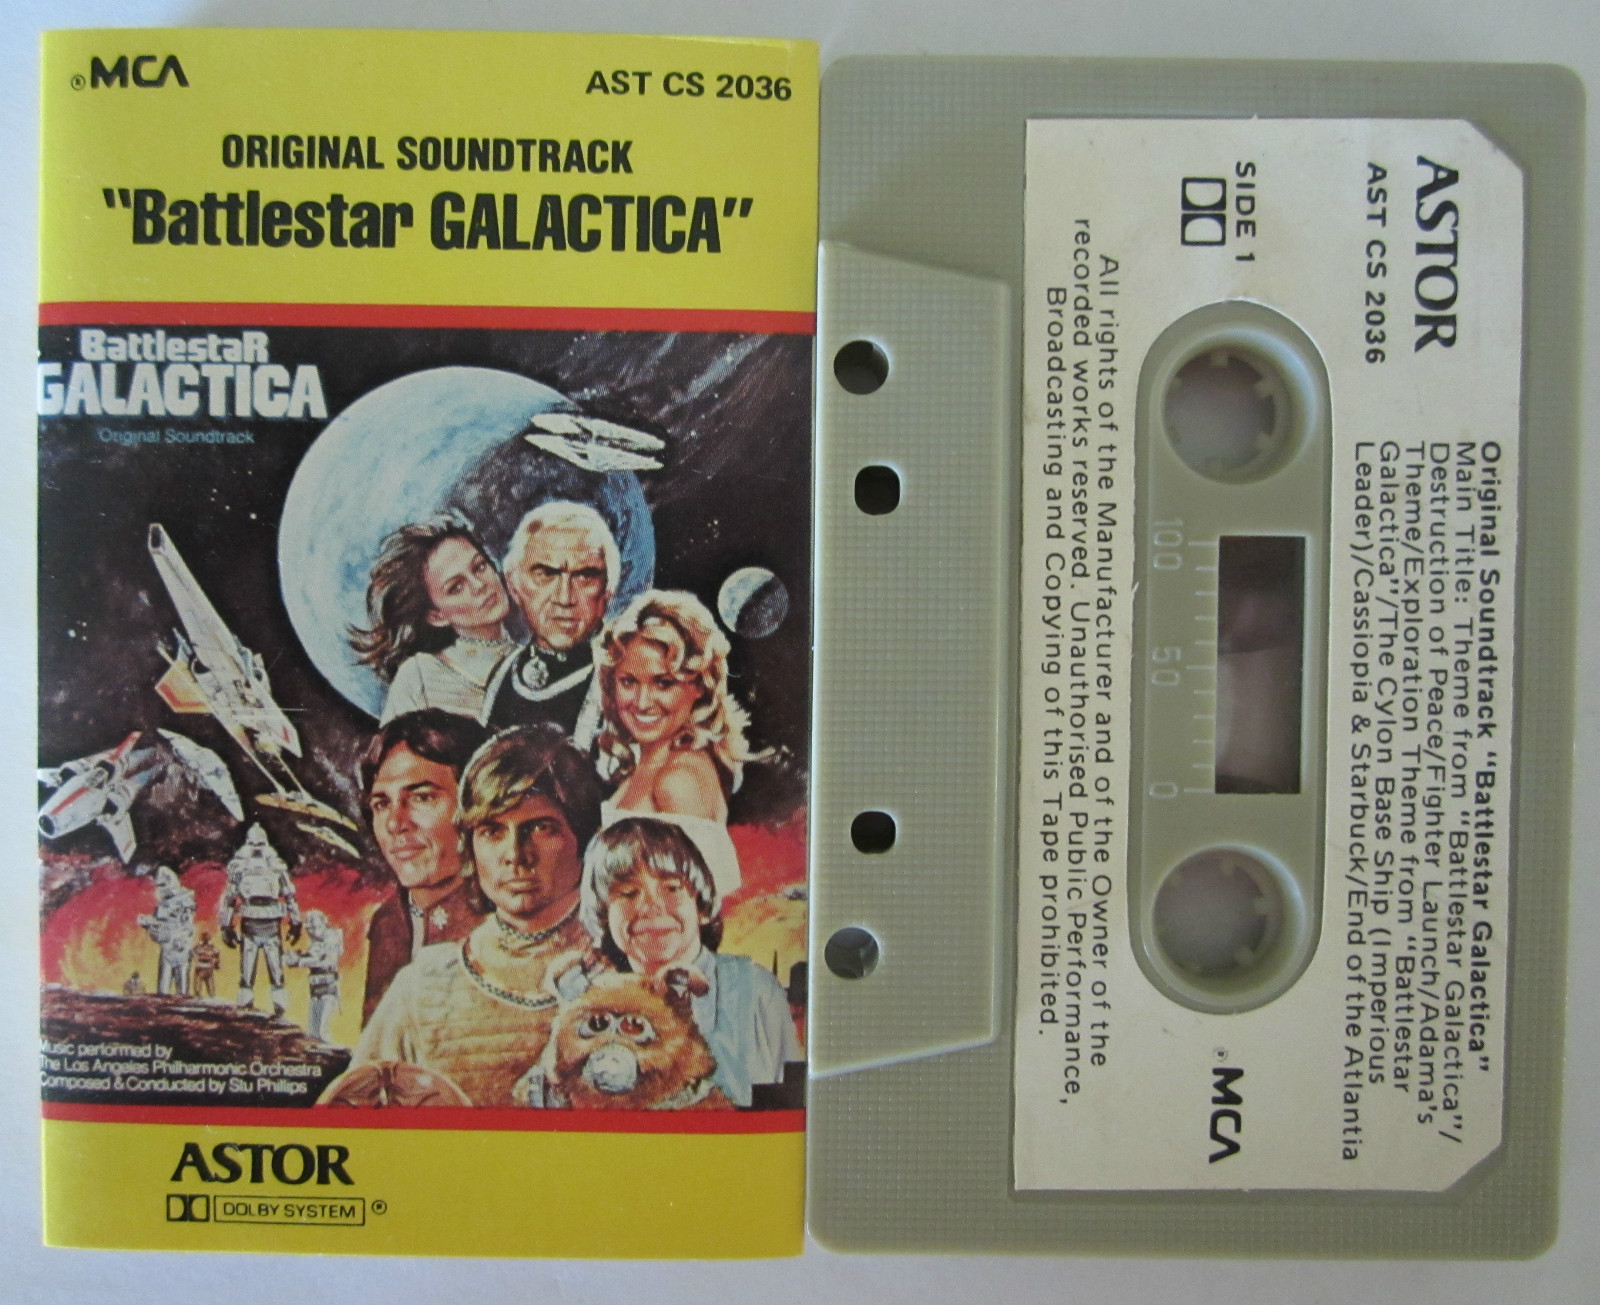 ® MCA
AST CS 2036
ORIGINAL SOUNDTRACK
"Battlestar GALACTICA"
BattlestaR
GALACTICA
Original Soundtrack
Music performed by
The Los Angeles Philharmonic Orchestra
Composed & Conducted by Stu Phillips
ASTOR
DOLBY SYSTEM ®
ASTOR
AST CS 2036
Original Soundtrack "Battlestar Galactica"
Main Title: Theme from "Battlestar Galactica"/
Destruction of Peace/Fighter Launch/Adama's
Theme/Exploration Theme from "Battlestar
Galactica"/The Cylon Base Ship (Imperious
Leader)/Cassiopia & Starbuck/End of the Atlantia
SIDE 1
℗ MCA
100 50 0
All rights of the Manufacturer and of the Owner of the
recorded works reserved. Unauthorised Public Performance,
Broadcasting and Copying of this Tape prohibited.